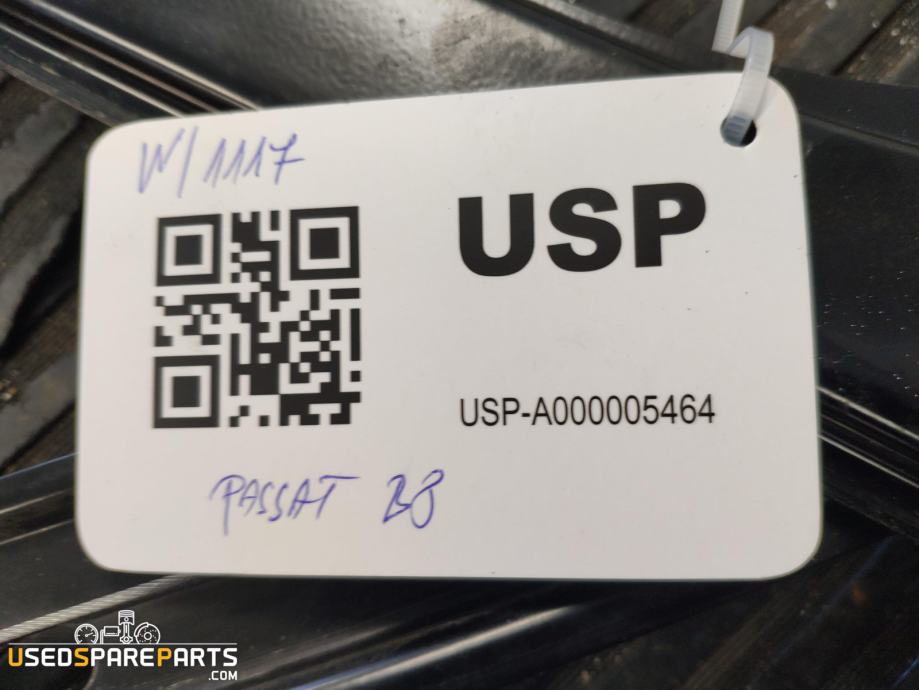 W/1117
USP
USP-A000005464
PASSAT B8
USEDSPAREPARTS
.COM